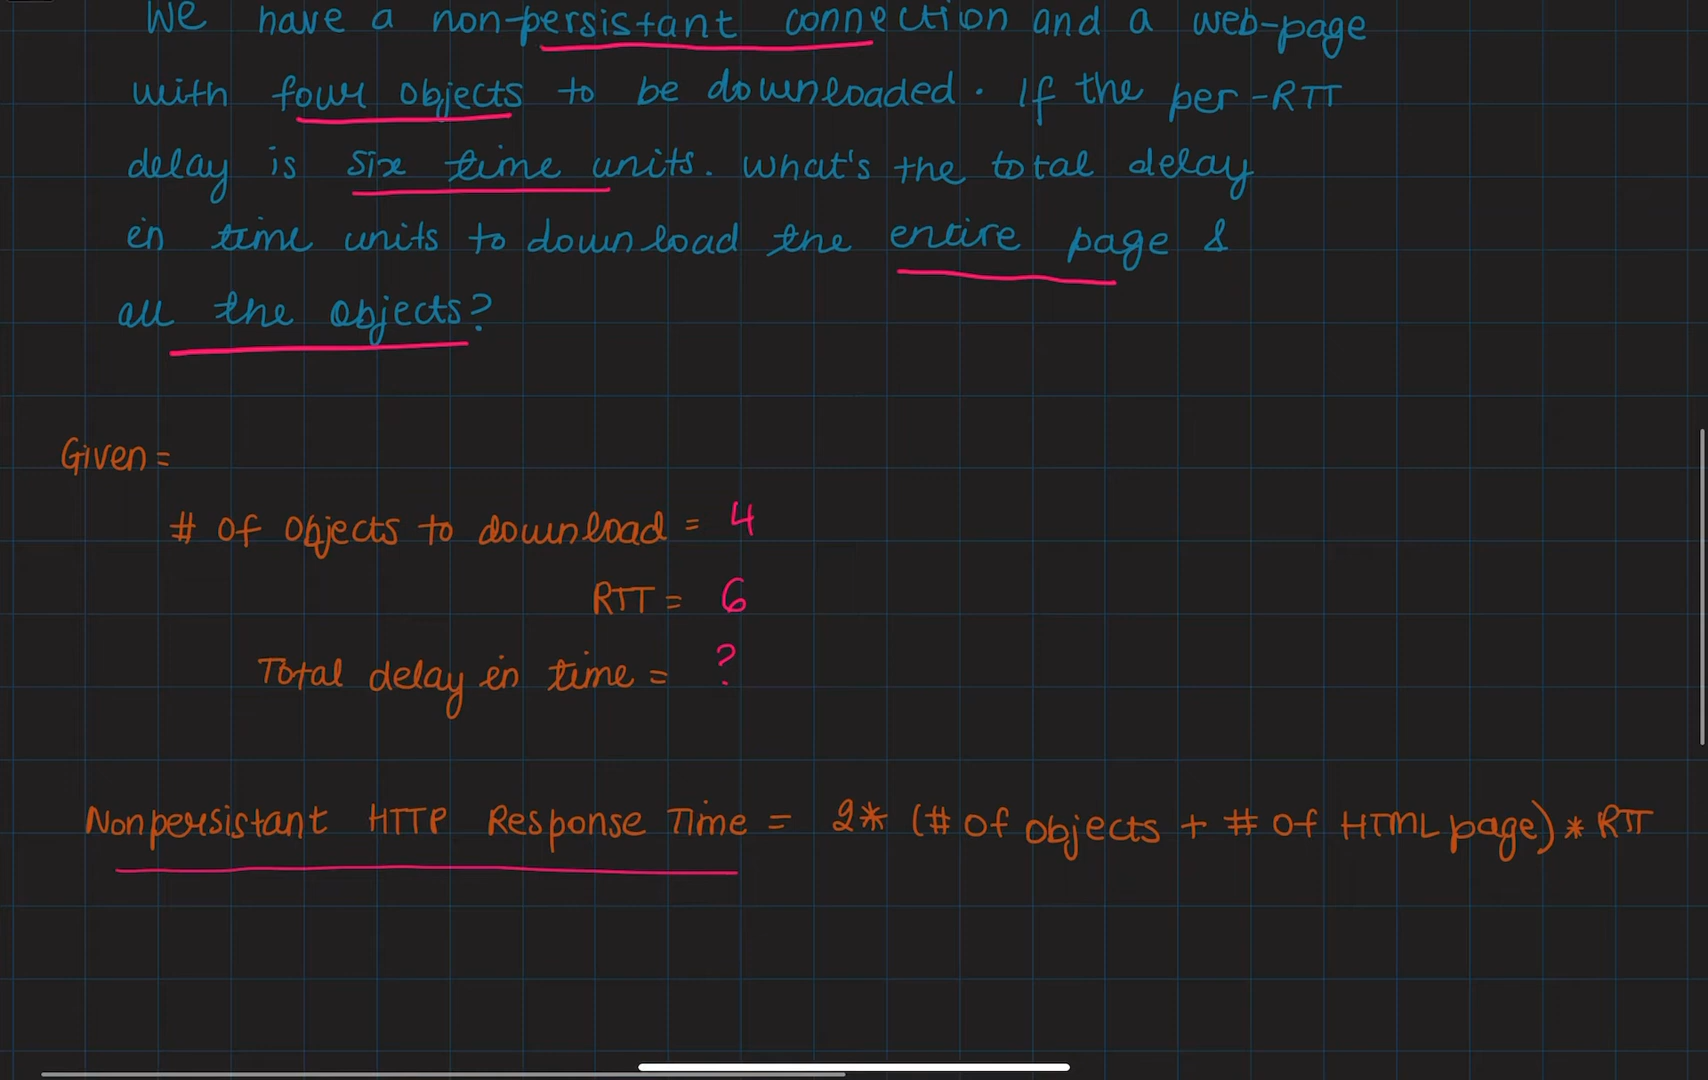 We have a non-persistant connection and a web-page
with four objects to be downloaded. If the per-RTT
delay is six time units. what's the total delay
in time units to download the entire page &
all the objects?
Given =
# of objects to download = 4
RTT = 6
Total delay in time = ?
Nonpersistant HTTP Response Time = 2* (# of objects + # of HTML page) * RTT